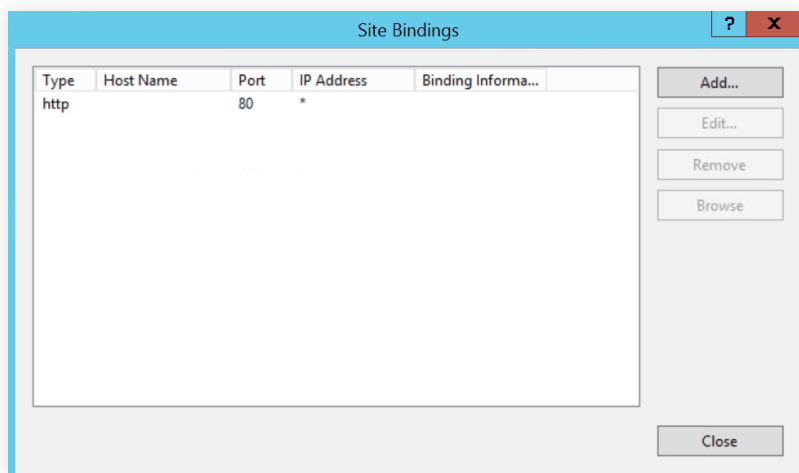 Site Bindings
? X
Type Host Name Port IP Address Binding Informa...
http 80 *
Add...
Edit...
Remove
Browse
Close